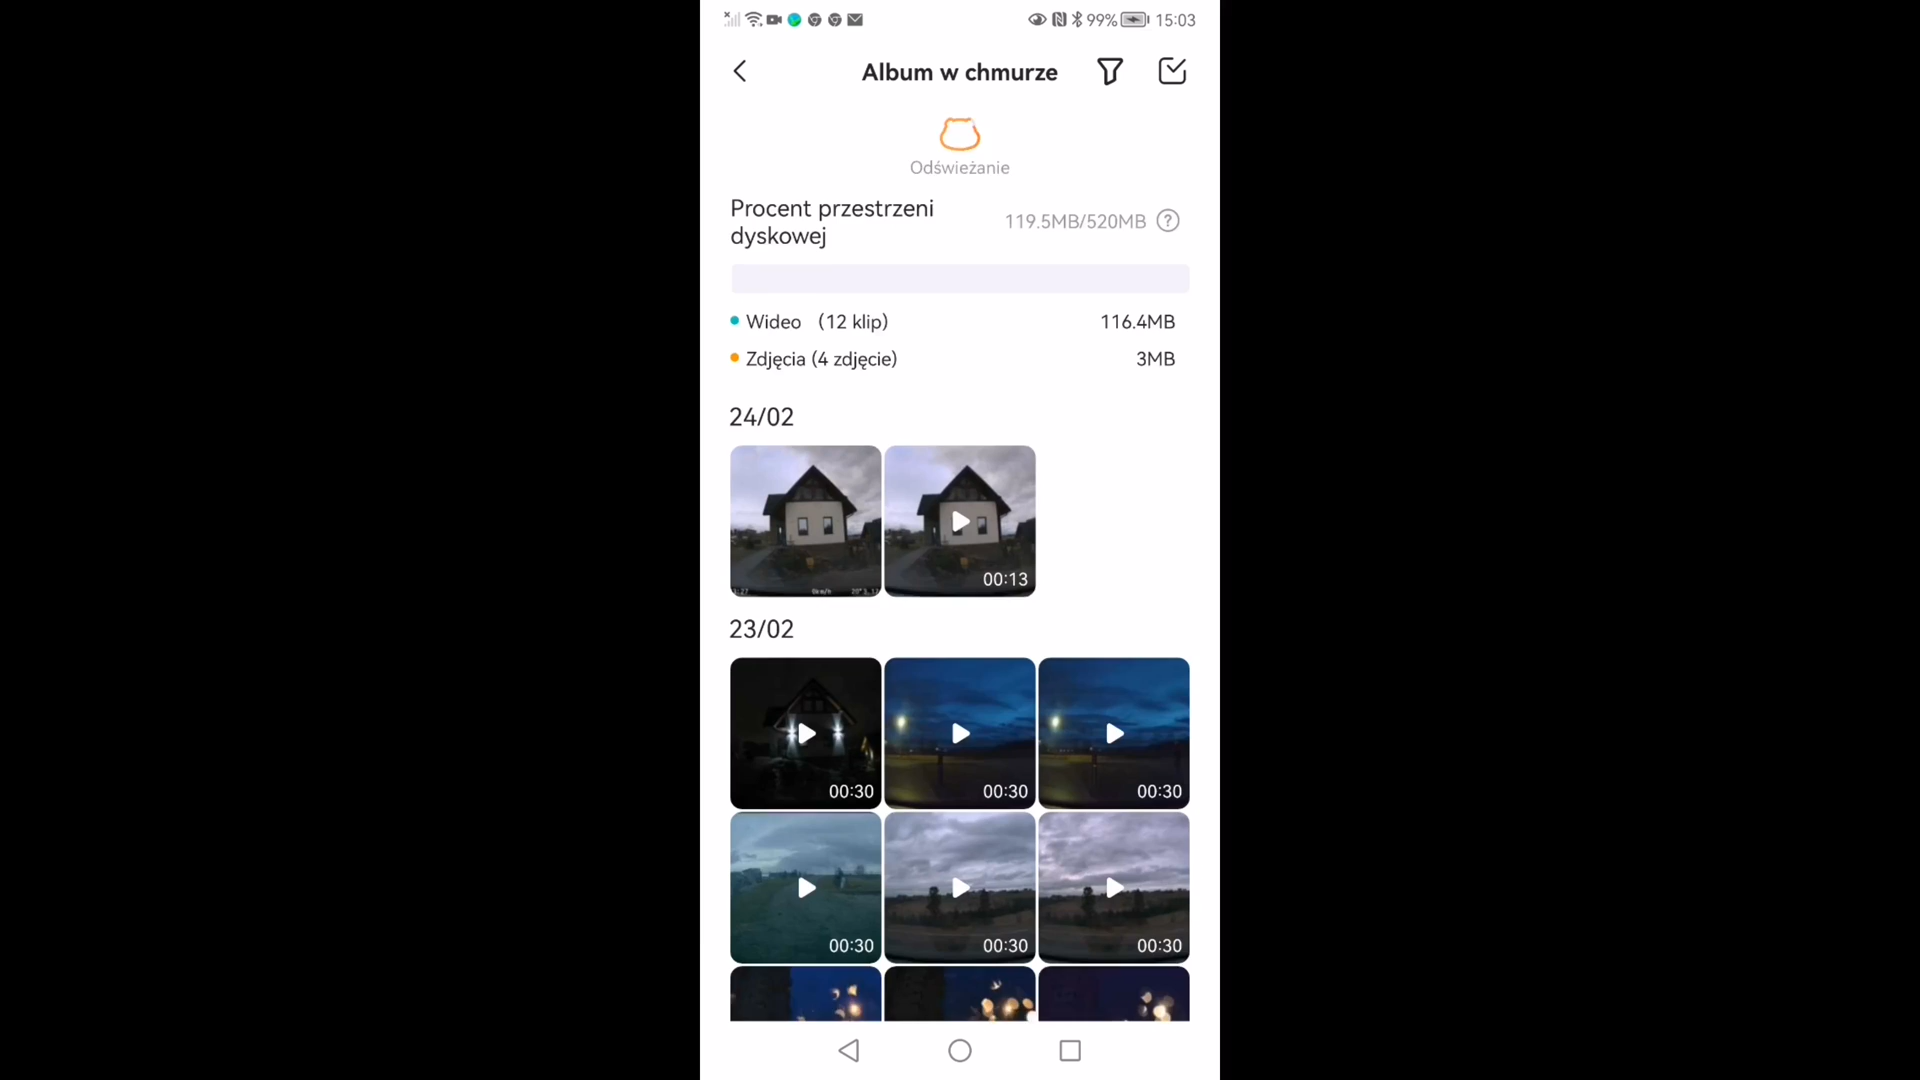 99% 15:03
Album w chmurze
Odświeżanie
Procent przestrzeni
dyskowej
119.5MB/520MB ?
Wideo (12 klip) 116.4MB
Zdjęcia (4 zdjęcie) 3MB
24/02
0km/h
00:13
23/02
00:30 00:30 00:30
00:30 00:30 00:30